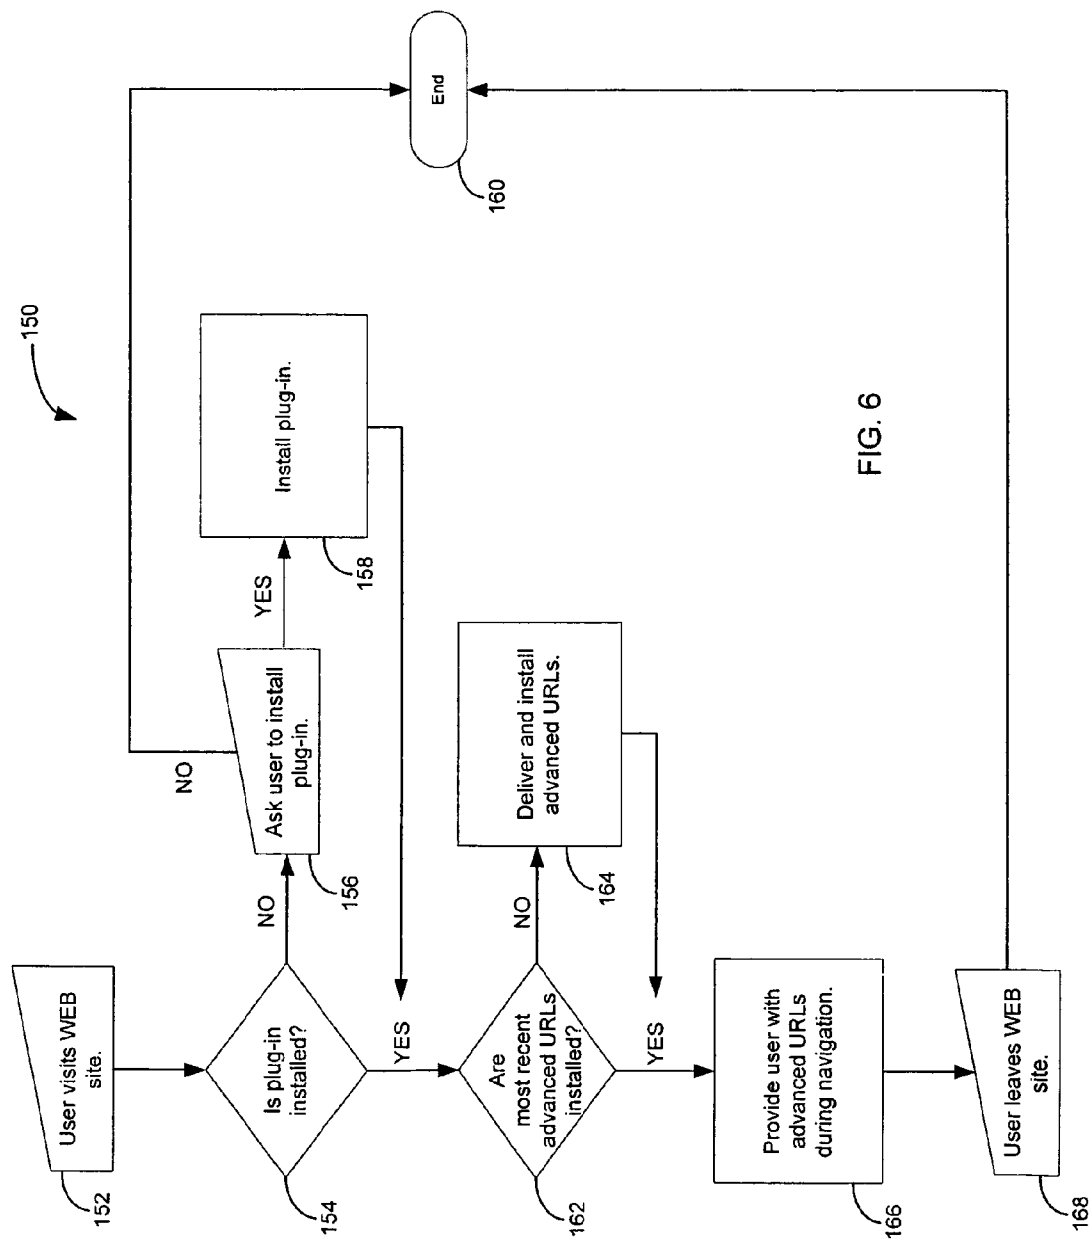 150
User visits WEB
site.
152
Is plug-in
installed?
154
NO
YES
Ask user to install
plug-in.
156
NO
YES
Install plug-in.
158
End
160
Are
most recent
advanced URLs
installed?
162
NO
YES
Deliver and install
advanced URLs.
164
Provide user with
advanced URLs
during navigation.
166
User leaves WEB
site.
168
FIG. 6